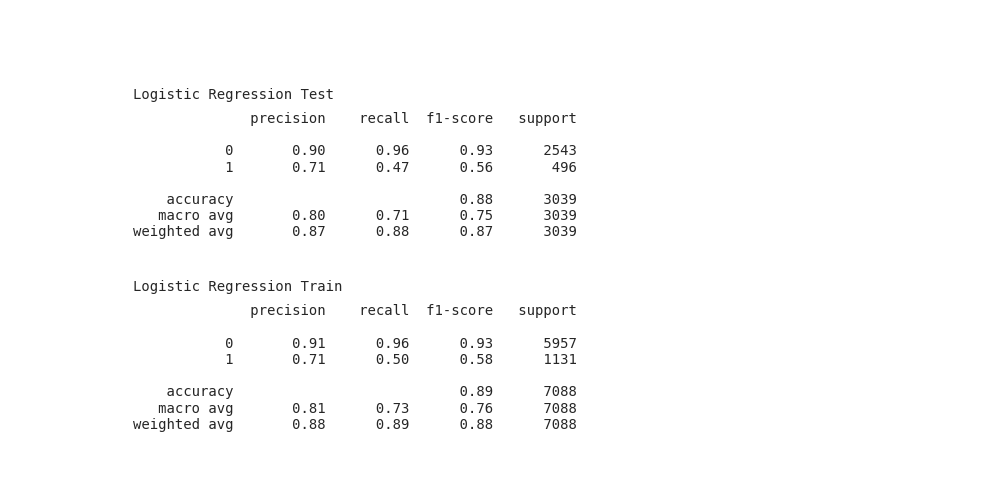 Logistic Regression Test
precision recall f1-score support
0 0.90 0.96 0.93 2543
1 0.71 0.47 0.56 496
accuracy 0.88 3039
macro avg 0.80 0.71 0.75 3039
weighted avg 0.87 0.88 0.87 3039
Logistic Regression Train
precision recall f1-score support
0 0.91 0.96 0.93 5957
1 0.71 0.50 0.58 1131
accuracy 0.89 7088
macro avg 0.81 0.73 0.76 7088
weighted avg 0.88 0.89 0.88 7088